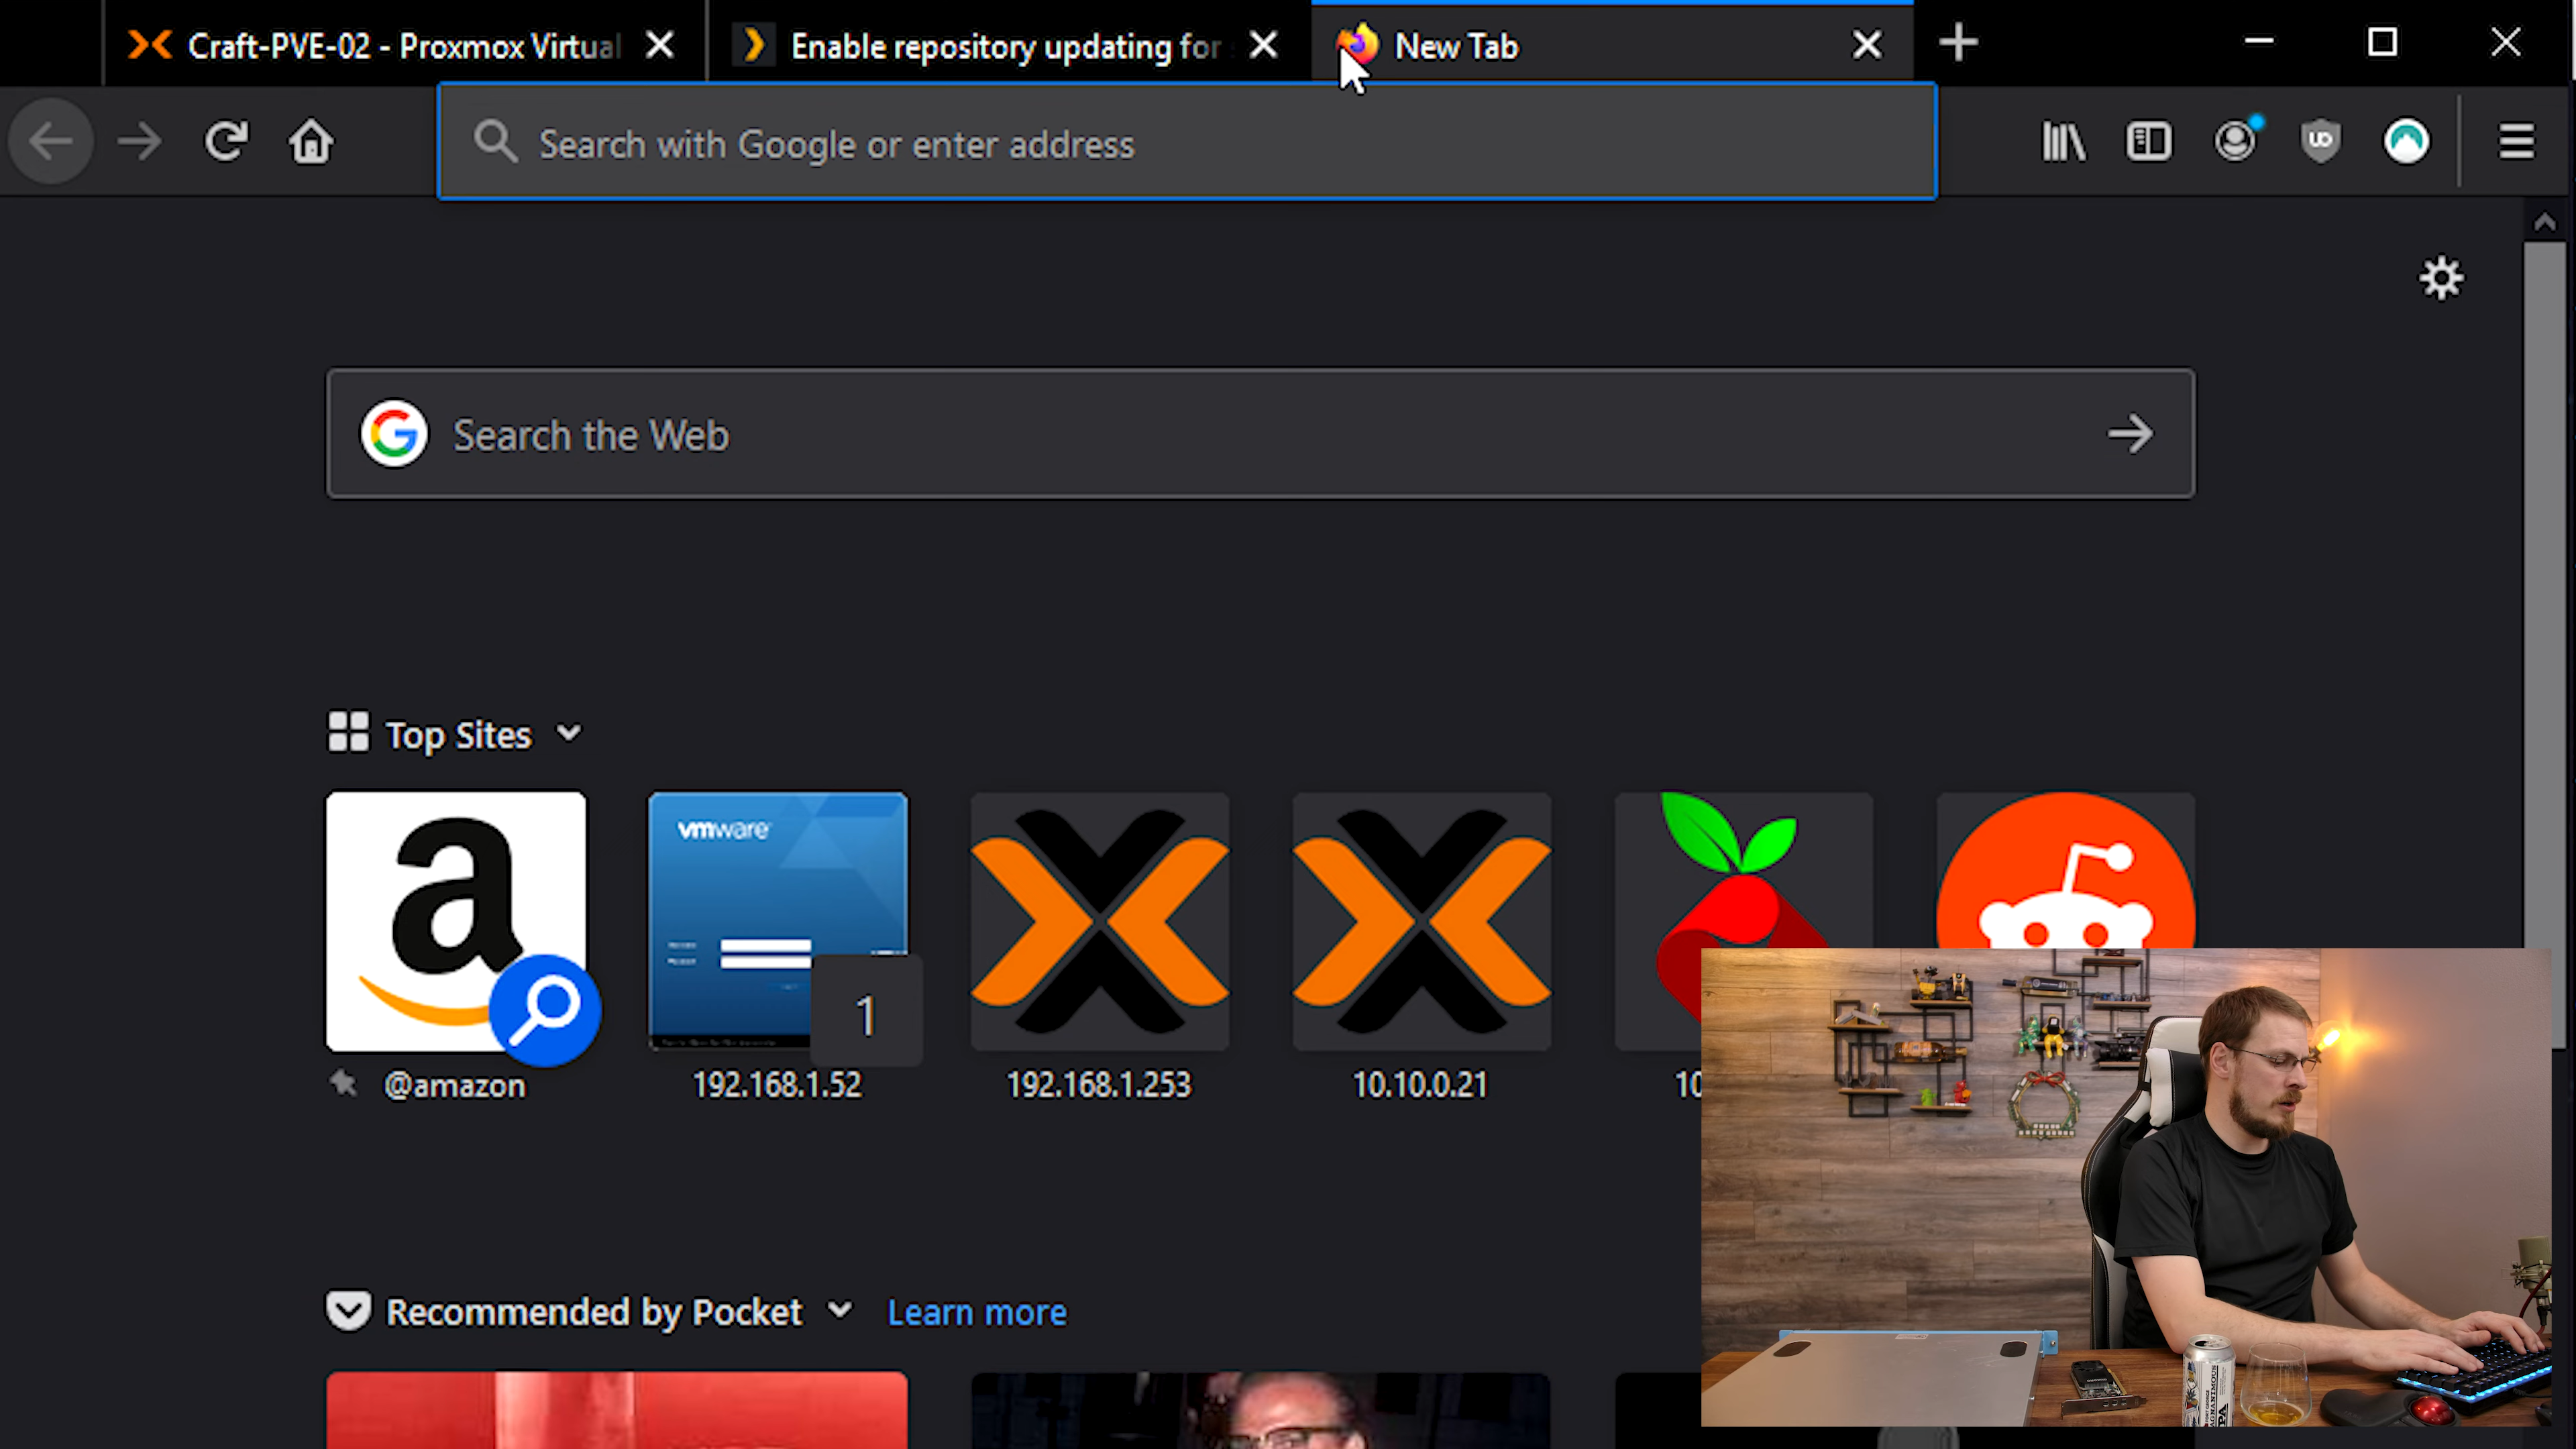 Craft-PVE-02 - Proxmox Virtual
Enable repository updating for
New Tab
Search with Google or enter address
Search the Web
Top Sites
vmware
1
@amazon
192.168.1.52
192.168.1.253
10.10.0.21
10
Recommended by Pocket
Learn more